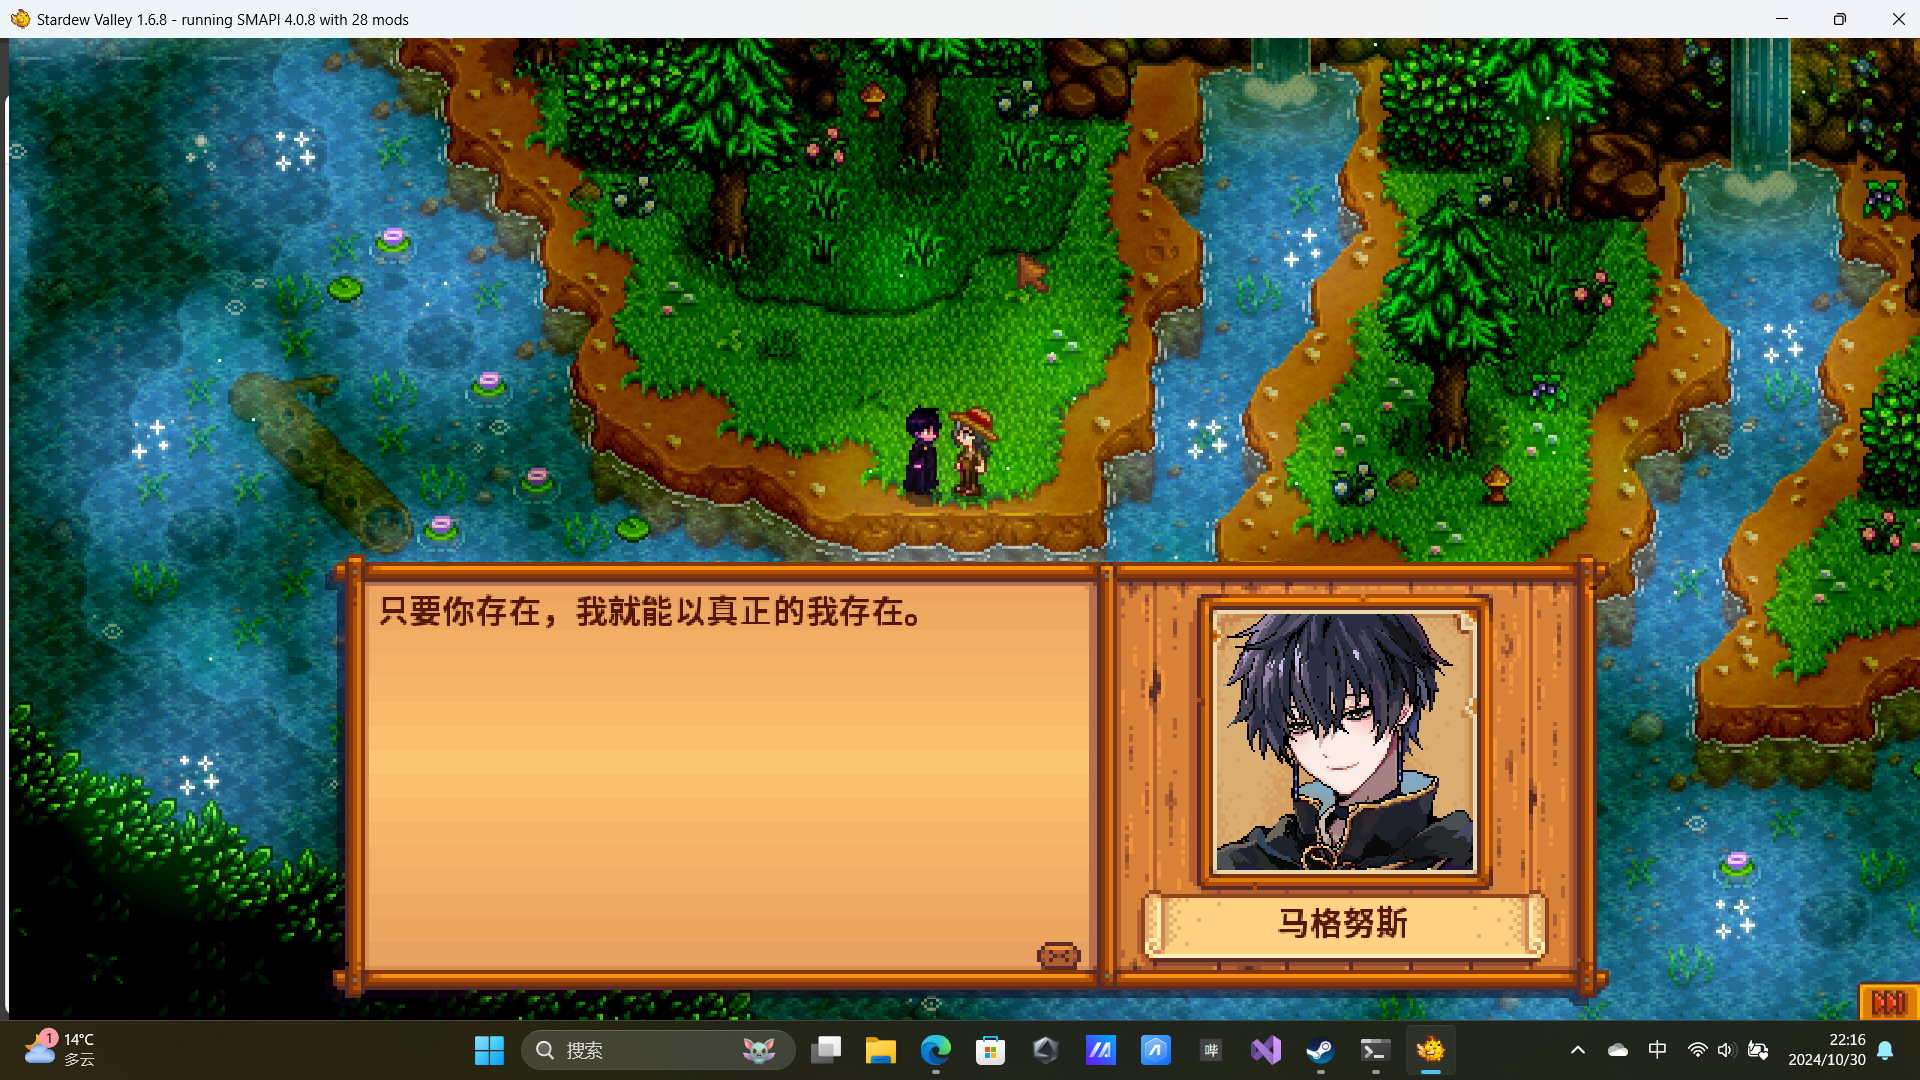 Stardew Valley 1.6.8 - running SMAPI 4.0.8 with 28 mods
只要你存在，我就能以真正的我存在。
马格努斯
1
14°C
多云
搜索
哔
中
22:16
2024/10/30